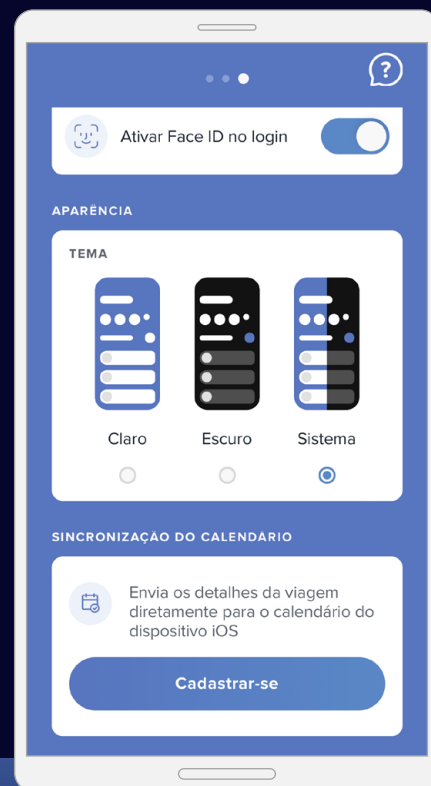 ?
Ativar Face ID no login
APARÊNCIA
TEMA
Claro Escuro Sistema
SINCRONIZAÇÃO DO CALENDÁRIO
Envia os detalhes da viagem
diretamente para o calendário do
dispositivo iOS
Cadastrar-se